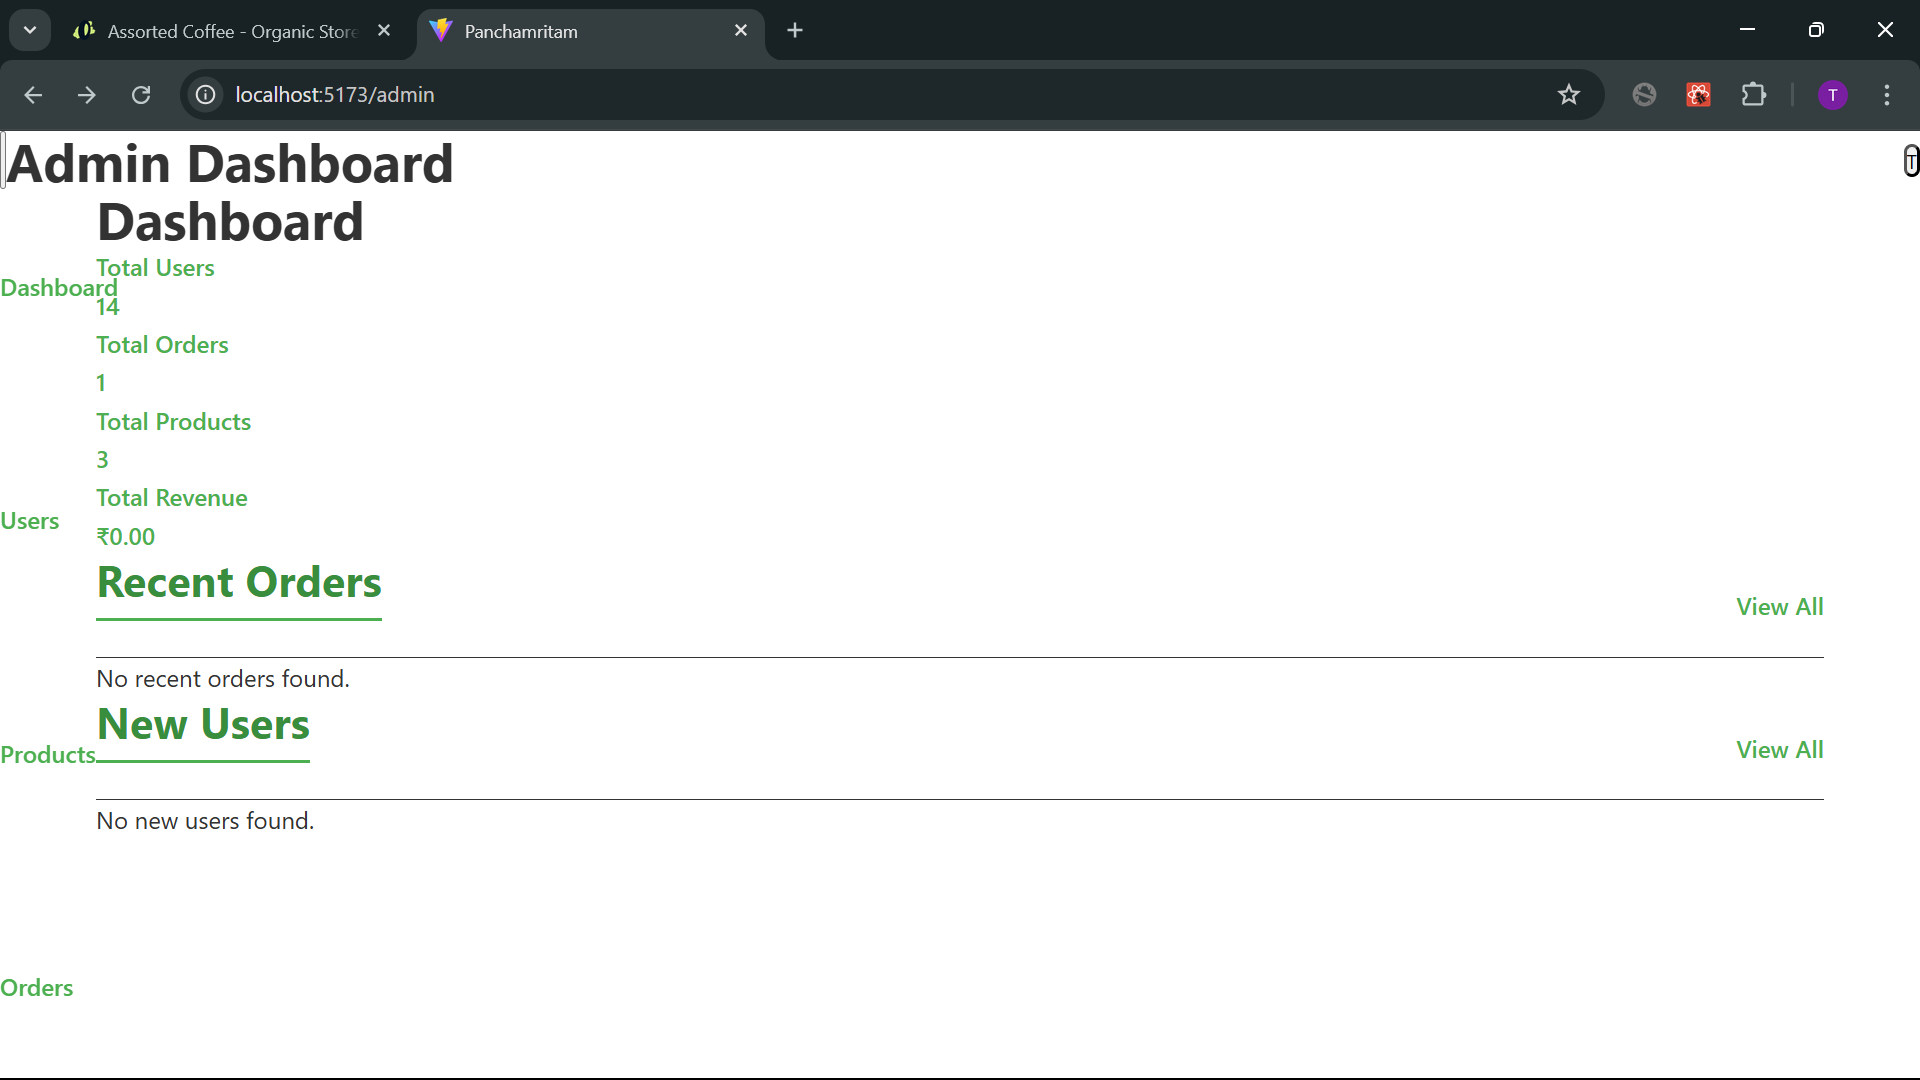 Assorted Coffee - Organic Store
Panchamritam
localhost:5173/admin
T
Admin Dashboard
T
Dashboard
Total Users
Dashboard
14
Total Orders
1
Total Products
3
Total Revenue
Users
₹0.00
Recent Orders
View All
No recent orders found.
New Users
View All
Products
No new users found.
Orders